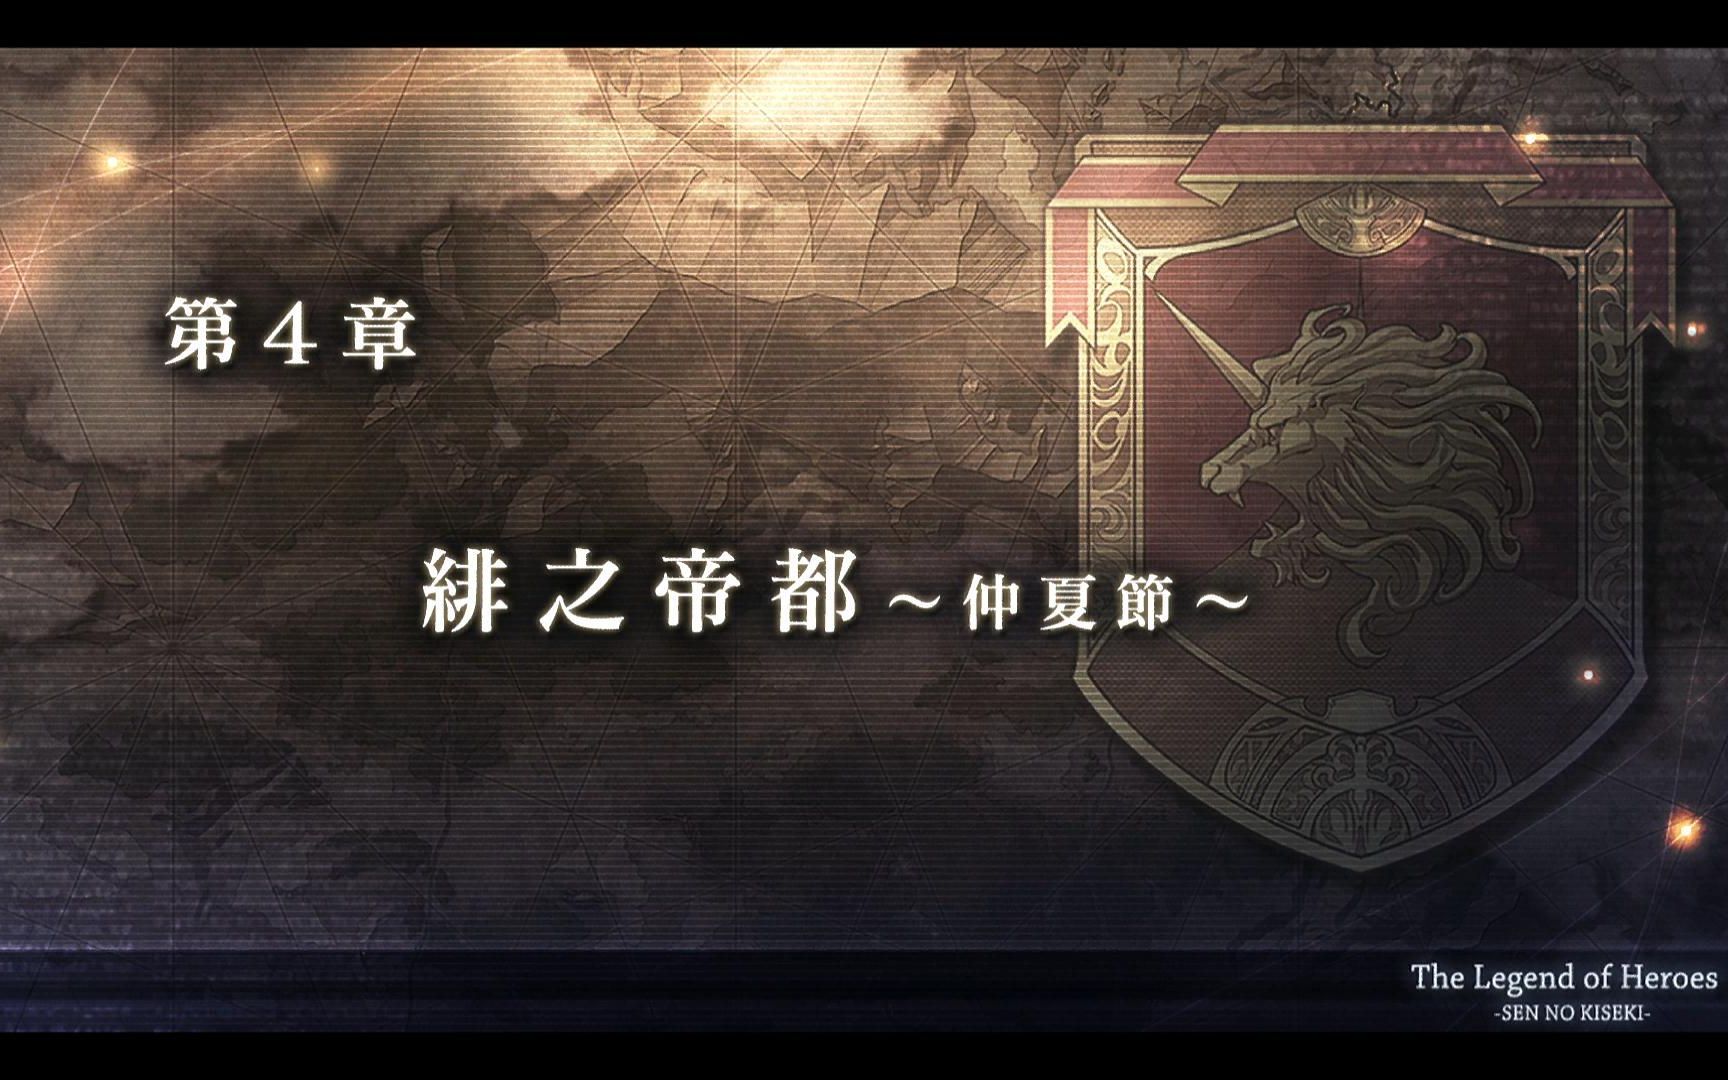 第4章
緋之帝都～仲夏節～
The Legend of Heroes
-SEN NO KISEKI-